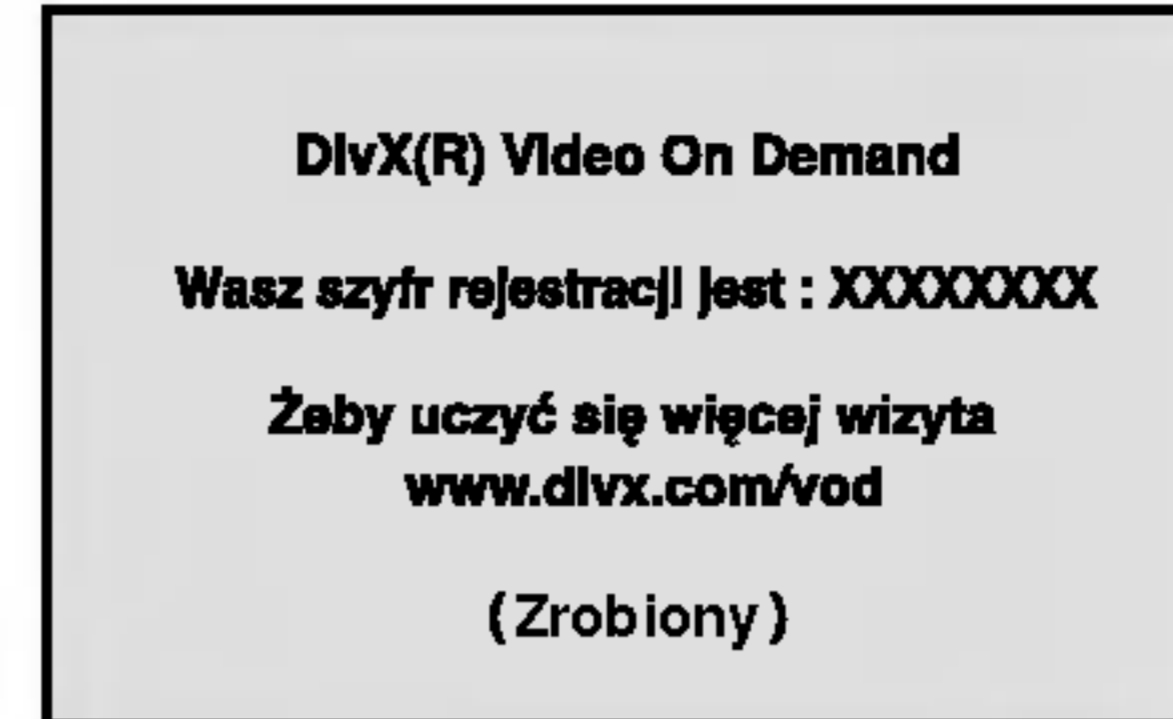 DivX(R) Video On Demand
Wasz szyfr rejestracji jest : XXXXXXXX
Żeby uczyć się więcej wizyta
www.divx.com/vod
(Zrobiony)